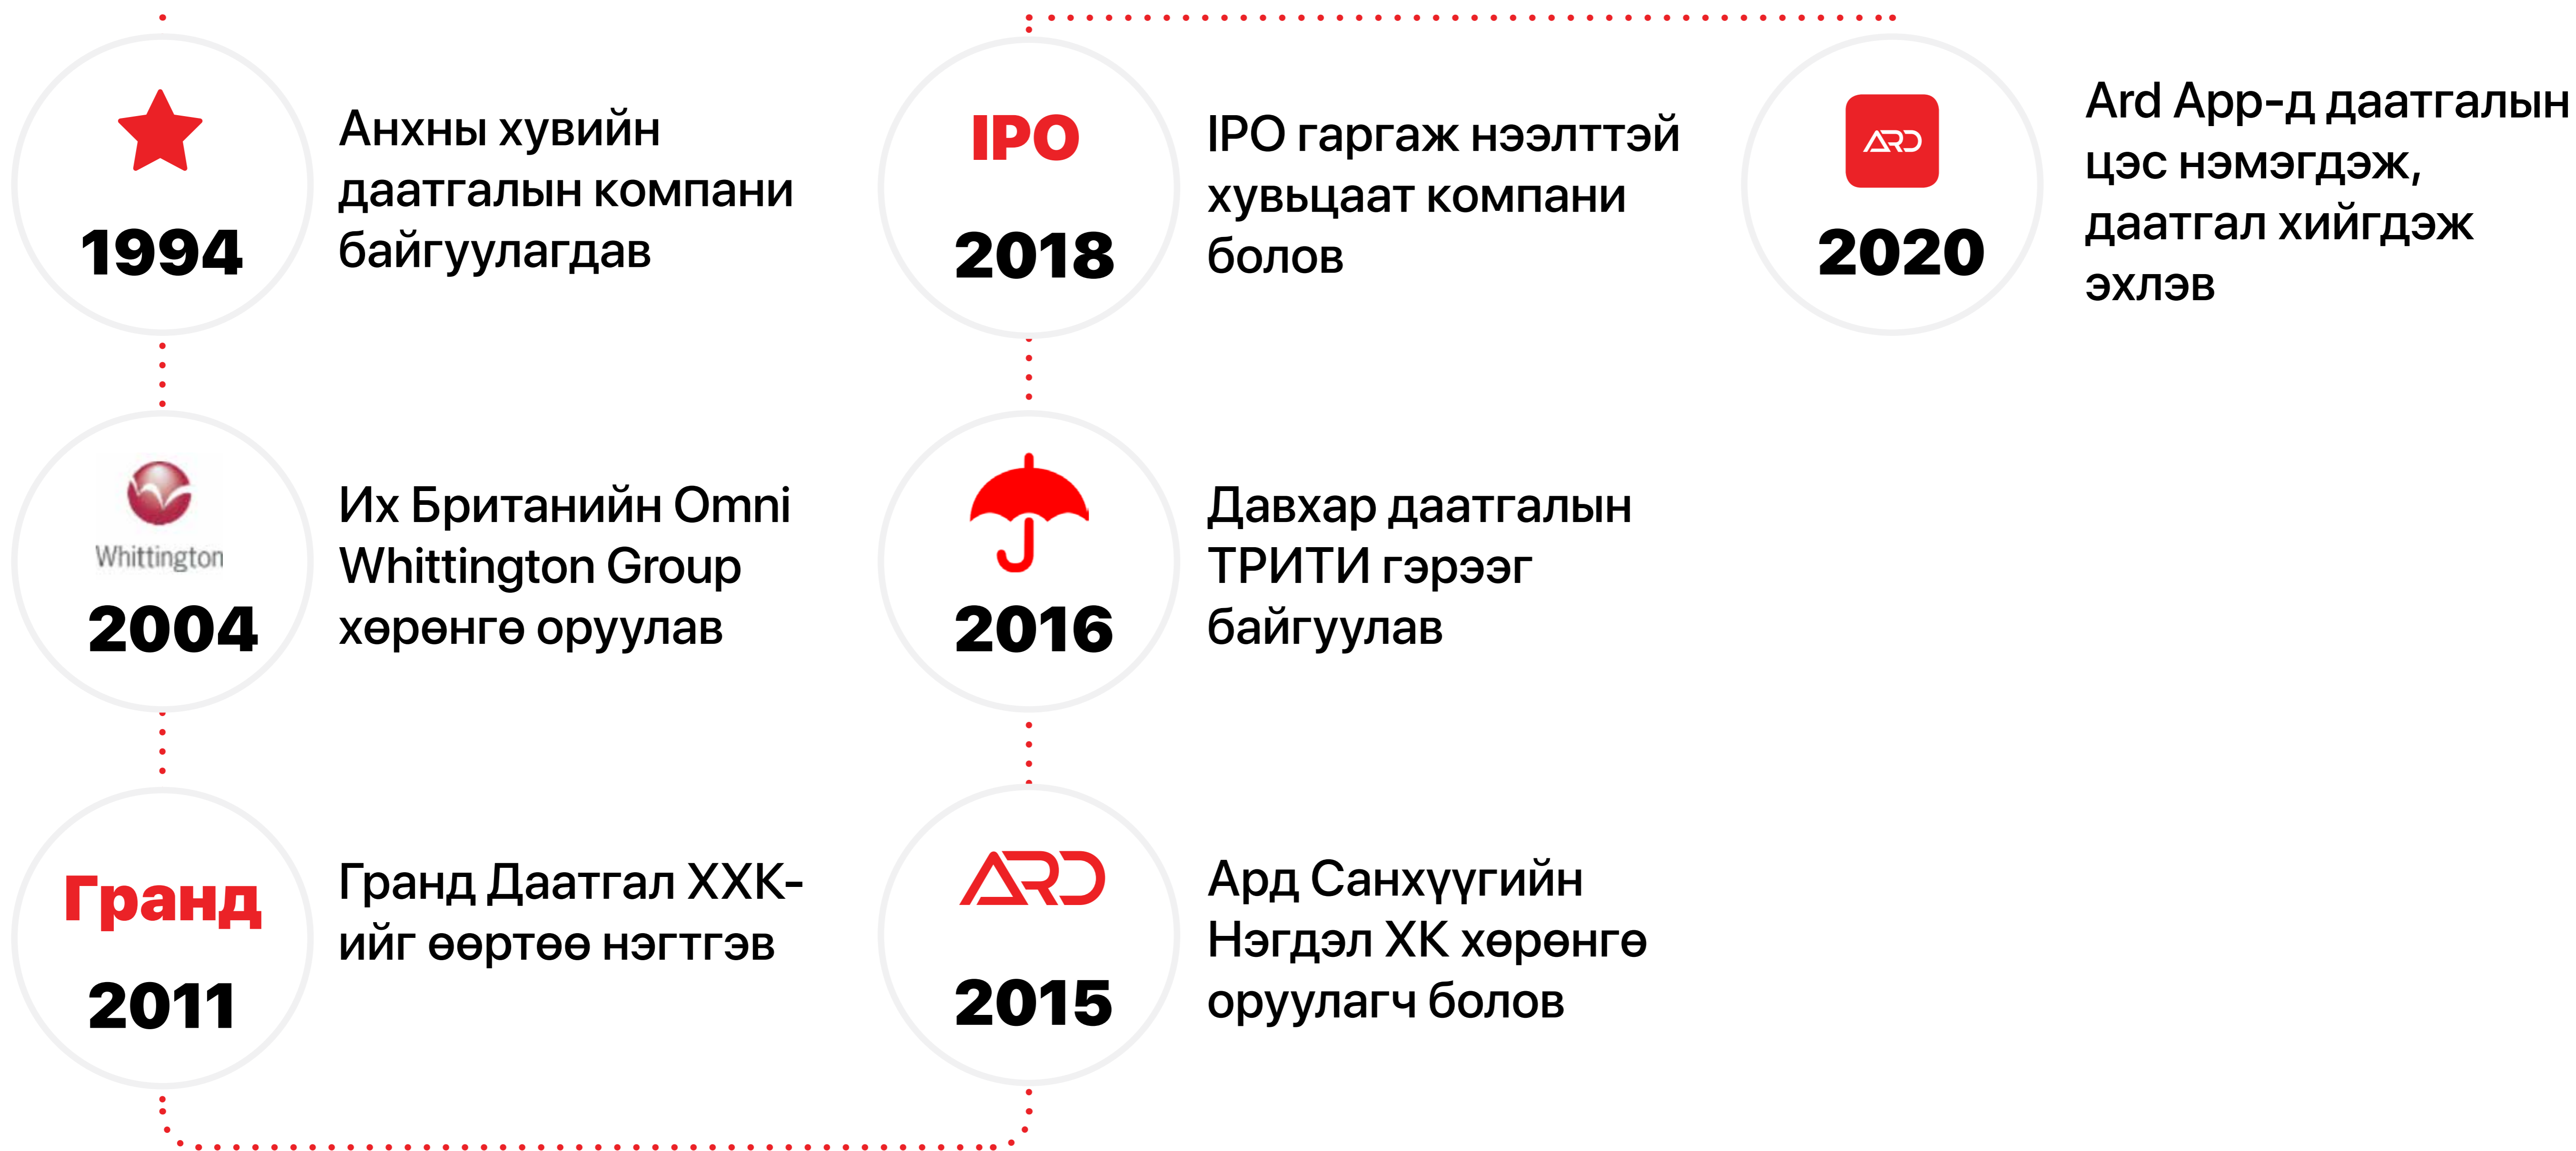 1994
Анхны хувийн
даатгалын компани
байгуулагдав
Whittington
2004
Их Британийн Omni
Whittington Group
хөрөнгө оруулав
Гранд
2011
Гранд Даатгал ХХК-
ийг өөртөө нэгтгэв
ARD
2015
Ард Санхүүгийн
Нэгдэл ХК хөрөнгө
оруулагч болов
2016
Давхар даатгалын
ТРИТИ гэрээг
байгуулав
IPO
2018
IPO гаргаж нээлттэй
хувьцаат компани
болов
ARD
2020
Ard App-д даатгалын
цэс нэмэгдэж,
даатгал хийгдэж
эхлэв